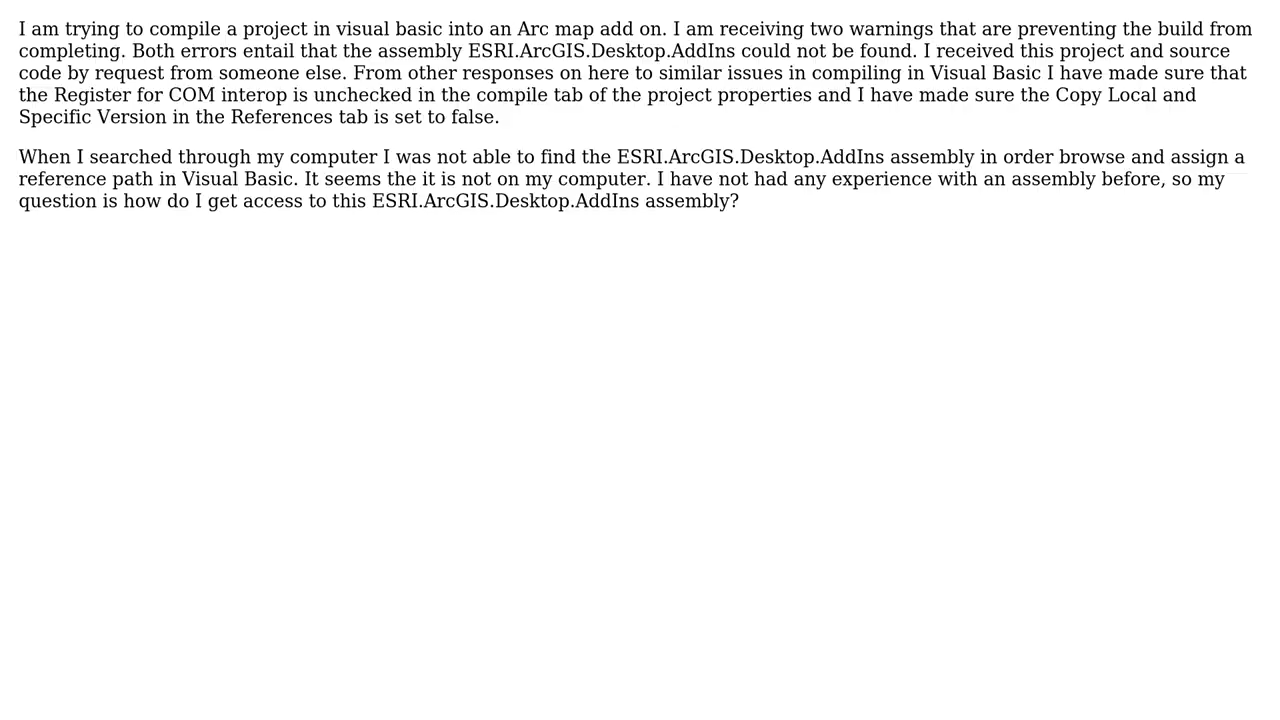 I am trying to compile a project in visual basic into an Arc map add on. I am receiving two warnings that are preventing the build from
completing. Both errors entail that the assembly ESRI.ArcGIS.Desktop.AddIns could not be found. I received this project and source
code by request from someone else. From other responses on here to similar issues in compiling in Visual Basic I have made sure that
the Register for COM interop is unchecked in the compile tab of the project properties and I have made sure the Copy Local and
Specific Version in the References tab is set to false.
When I searched through my computer I was not able to find the ESRI.ArcGIS.Desktop.AddIns assembly in order browse and assign a
reference path in Visual Basic. It seems the it is not on my computer. I have not had any experience with an assembly before, so my
question is how do I get access to this ESRI.ArcGIS.Desktop.AddIns assembly?